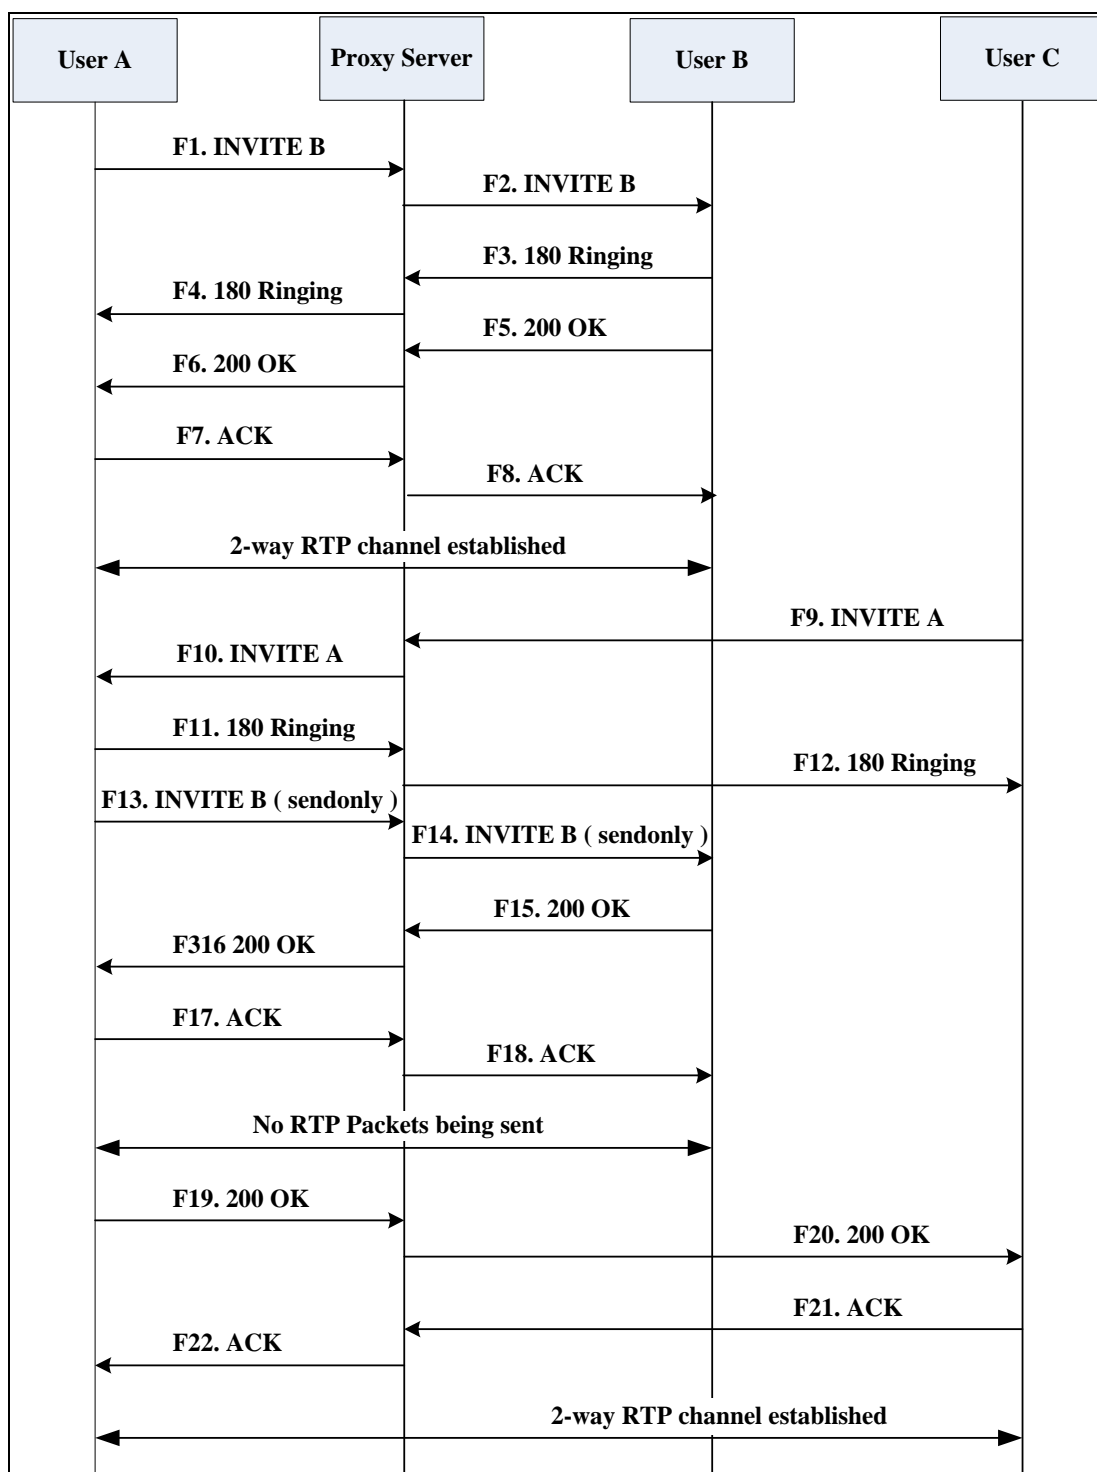 User A
Proxy Server
User B
User C
F1. INVITE B
F2. INVITE B
F3. 180 Ringing
F4. 180 Ringing
F5. 200 OK
F6. 200 OK
F7. ACK
F8. ACK
2-way RTP channel established
F9. INVITE A
F10. INVITE A
F11. 180 Ringing
F12. 180 Ringing
F13. INVITE B ( sendonly )
F14. INVITE B ( sendonly )
F15. 200 OK
F316 200 OK
F17. ACK
F18. ACK
No RTP Packets being sent
F19. 200 OK
F20. 200 OK
F21. ACK
F22. ACK
2-way RTP channel established